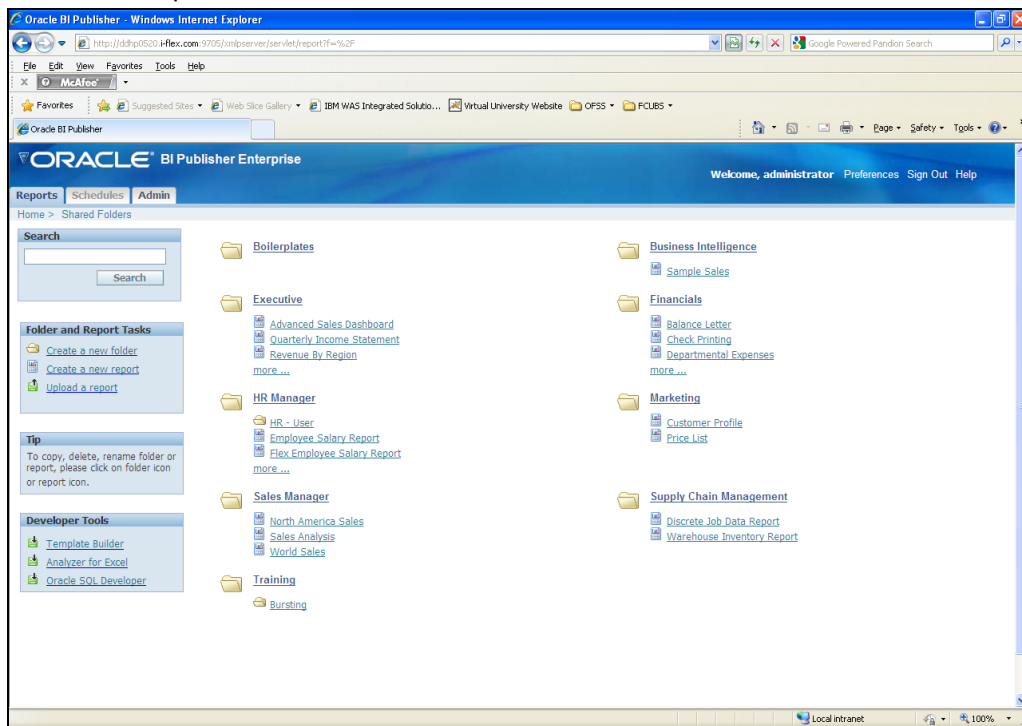 Oracle BI Publisher - Windows Internet Explorer
http://ddhp0520.i-flex.com:9705/xmlpserver/servlet/report?f=%2F
Google Powered Pandion Search
File Edit View Favorites Tools Help
X McAfee
Favorites Suggested Sites Web Slice Gallery IBM WAS Integrated Solutio... Virtual University Website OFSS FCUBS
Oracle BI Publisher
Page Safety Tools
ORACLE BI Publisher Enterprise
Welcome, administrator Preferences Sign Out Help
Reports Schedules Admin
Home > Shared Folders
Search
Search
Folder and Report Tasks
Create a new folder
Create a new report
Upload a report
Tip
To copy, delete, rename folder or
report, please click on folder icon
or report icon.
Developer Tools
Template Builder
Analyzer for Excel
Oracle SQL Developer
Boilerplates
Business Intelligence
Sample Sales
Executive
Advanced Sales Dashboard
Quarterly Income Statement
Revenue By Region
more ...
Financials
Balance Letter
Check Printing
Departmental Expenses
more ...
HR Manager
HR - User
Employee Salary Report
Flex Employee Salary Report
more ...
Marketing
Customer Profile
Price List
Sales Manager
North America Sales
Sales Analysis
World Sales
Supply Chain Management
Discrete Job Data Report
Warehouse Inventory Report
Training
Bursting
Local intranet
100%